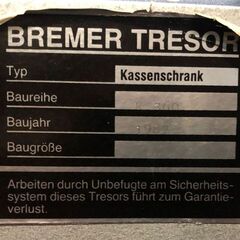 BREMER TRESOR
Typ Kassenschrank
Baureihe
Baujahr
Baugröße
Arbeiten durch Unbefugte am Sicherheits-
system dieses Tresors führt zum Garantie-
verlust.